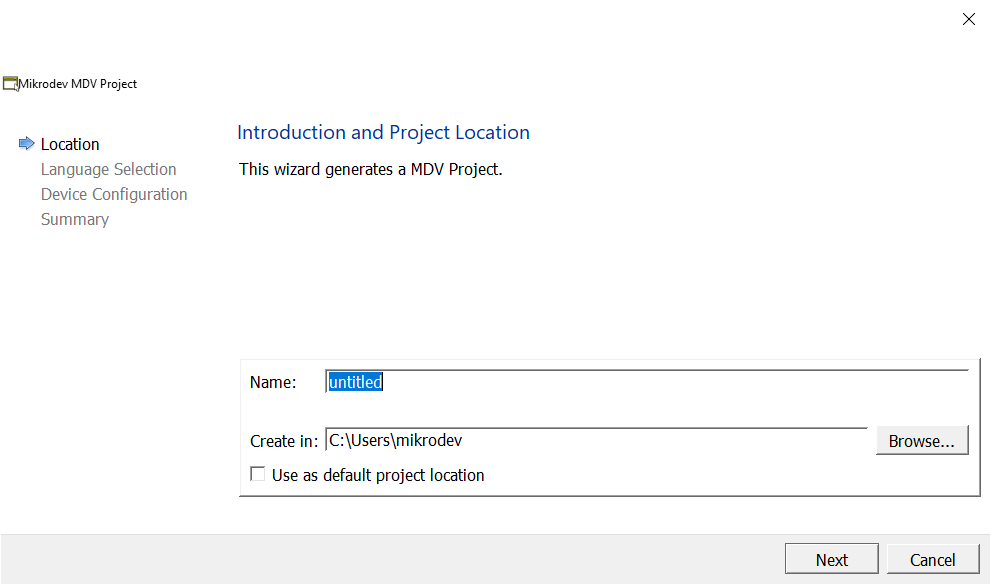 Mikrodev MDV Project
Location
Language Selection
Device Configuration
Summary
Introduction and Project Location
This wizard generates a MDV Project.
Name: untitled
Create in: C:\Users\mikrodev Browse...
Use as default project location
Next Cancel